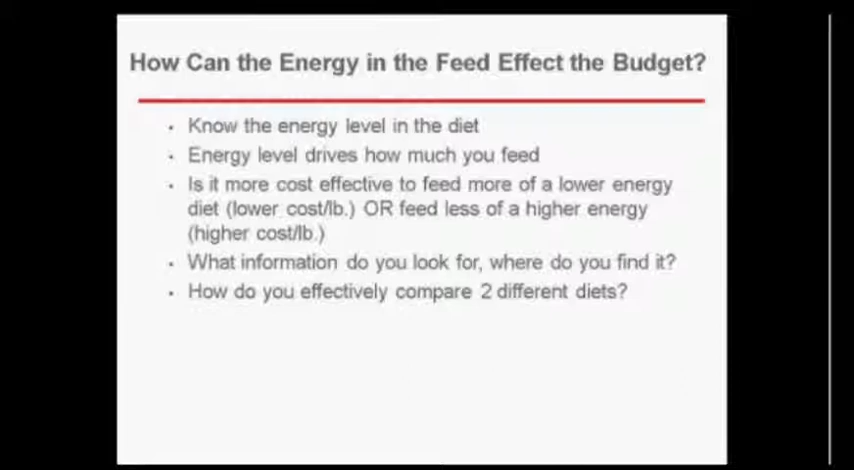 How Can the Energy in the Feed Effect the Budget?
· Know the energy level in the diet
· Energy level drives how much you feed
· Is it more cost effective to feed more of a lower energy
diet (lower cost/lb.) OR feed less of a higher energy
(higher cost/lb.)
· What information do you look for, where do you find it?
· How do you effectively compare 2 different diets?